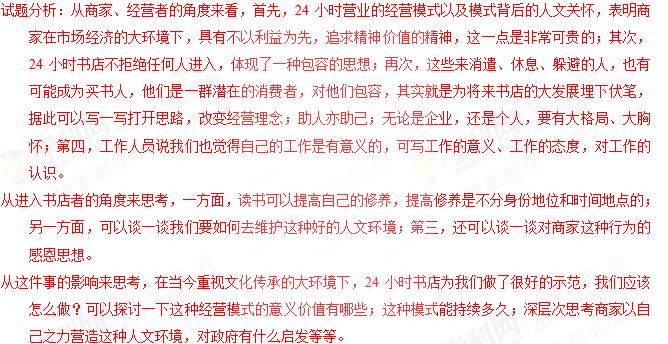 试题分析：从商家、经营者的角度来看，首先，24 小时营业的经营模式以及模式背后的人文关怀，表明商
家在市场经济的大环境下，具有不以利益为先，追求精神价值的精神，这一点是非常可贵的；其次，
24 小时书店不拒绝任何人进入，体现了一种包容的思想；再次，这些来消遣、休息、躲避的人，也有
可能成为买书人，他们是一群潜在的消费者，对他们包容，其实就是为将来书店的大发展埋下伏笔，
据此可以写一写打开思路，改变经营理念；助人亦助己；无论是企业，还是个人，要有大格局、大胸
怀；第四，工作人员说我们也觉得自己的工作是有意义的，可写工作的意义、工作的态度，对工作的
认识。
从进入书店者的角度来思考，一方面，读书可以提高自己的修养，提高修养是不分身份地位和时间地点的；
另一方面，可以谈一谈我们要如何去维护这种好的人文环境；第三，还可以谈一谈对商家这种行为的
感恩思想。
从这件事的影响来思考，在当今重视文化传承的大环境下，24 小时书店为我们做了很好的示范，我们应该
怎么做？可以探讨一下这种经营模式的意义价值有哪些；这种模式能持续多久；深层次思考商家以自
己之力营造这种人文环境，对政府有什么启发等等。